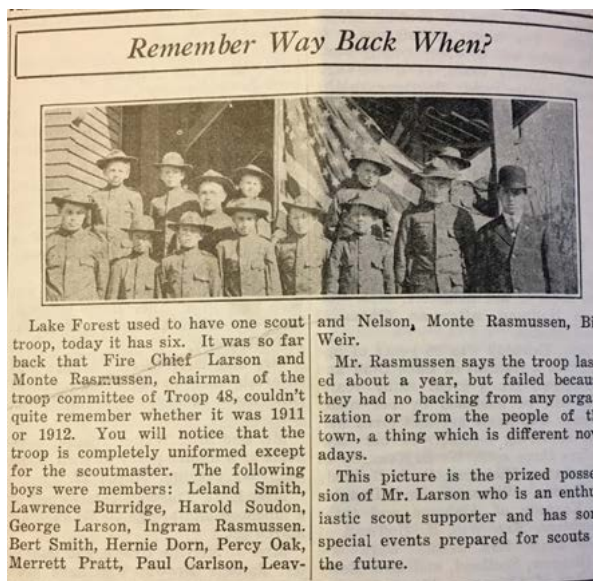 Remember Way Back When?
Lake Forest used to have one scout
troop, today it has six. It was so far
back that Fire Chief Larson and
Monte Rasmussen, chairman of the
troop committee of Troop 48, couldn't
quite remember whether it was 1911
or 1912. You will notice that the
troop is completely uniformed except
for the scoutmaster. The following
boys were members: Leland Smith,
Lawrence Burridge, Harold Soudon,
George Larson, Ingram Rasmussen.
Bert Smith, Hernie Dorn, Percy Oak,
Merrett Pratt, Paul Carlson, Leav-
and Nelson, Monte Rasmussen,
Weir.
Mr. Rasmussen says the troop las
ed about a year, but failed becau
they had no backing from any orga
ization or from the people of
town, a thing which is different no
adays.
This picture is the prized posse
sion of Mr. Larson who is an enthu
iastic scout supporter and has
special events prepared for scouts
the future.